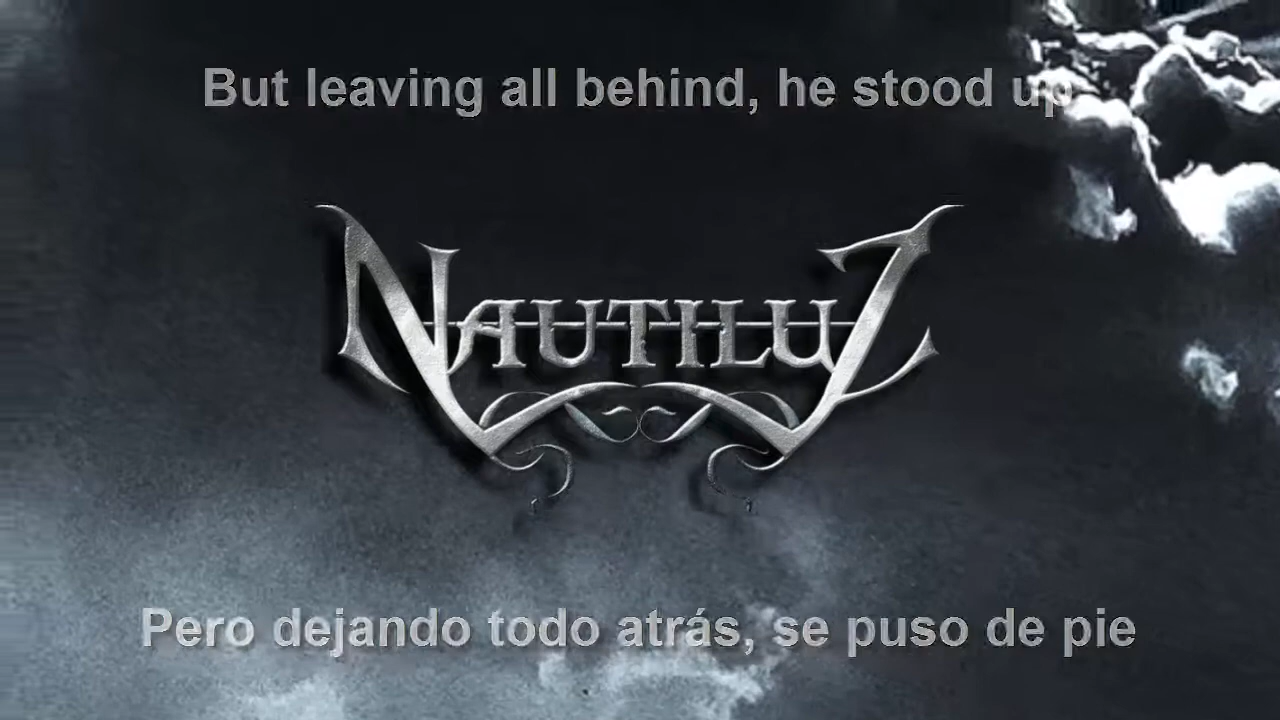 But leaving all behind, he stood up
NAUTILUZ
Pero dejando todo atrás, se puso de pie